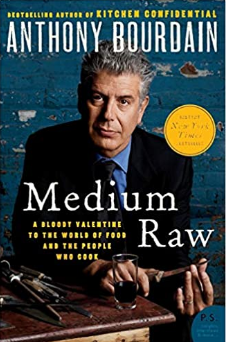 BESTSELLING AUTHOR OF KITCHEN CONFIDENTIAL
ANTHONY BOURDAIN
New York
Times
Medium
Raw
A BLOODY VALENTINE
TO THE WORLD OF FOOD
AND THE PEOPLE
WHO COOK
P.S.